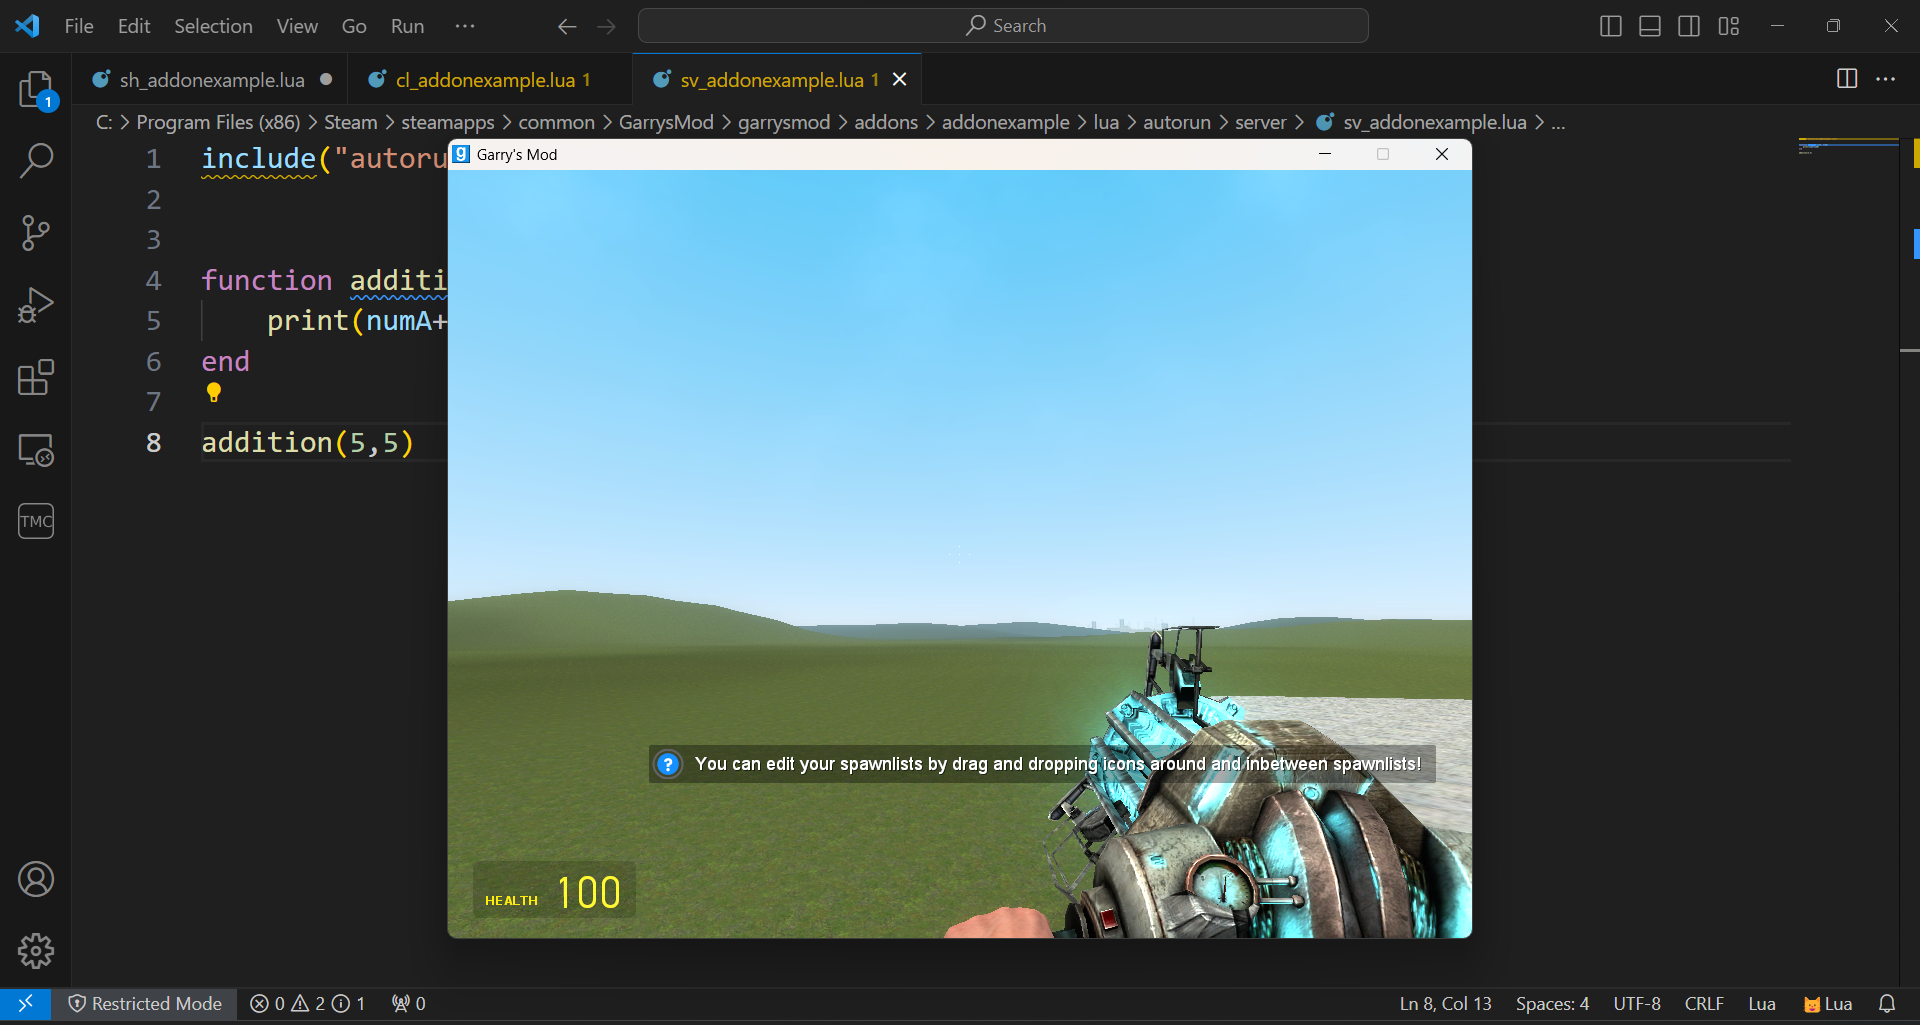 File Edit Selection View Go Run ···
Search
sh_addonexample.lua
cl_addonexample.lua 1
sv_addonexample.lua 1
1
C: > Program Files (x86) > Steam > steamapps > common > GarrysMod > garrysmod > addons > addonexample > lua > autorun > server > sv_addonexample.lua > ...
1 include("autoru
g Garry's Mod
2
3
4 function additi
5 print(numA+
6 end
7
8 addition(5,5)
TMC
You can edit your spawnlists by drag and dropping icons around and inbetween spawnlists!
HEALTH 100
Restricted Mode 0 2 1 0
Ln 8, Col 13 Spaces: 4 UTF-8 CRLF Lua Lua